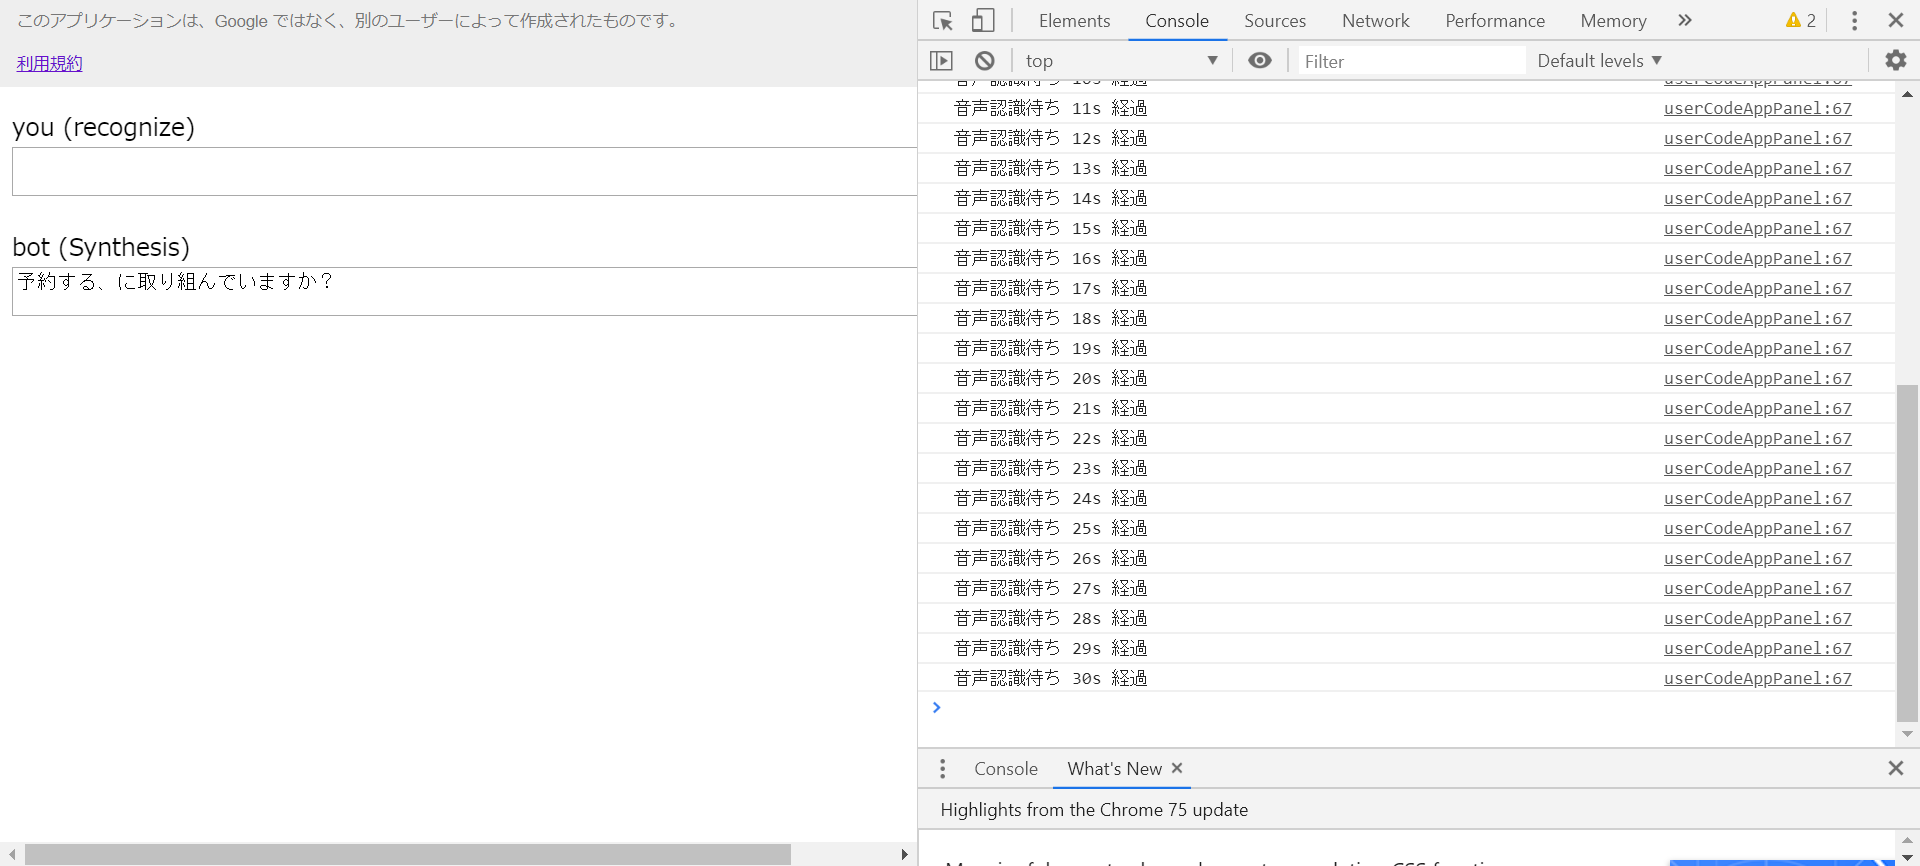 このアプリケーションは、Google ではなく、別のユーザーによって作成されたものです。
利用規約
you (recognize)
bot (Synthesis)
予約する、に取り組んでいますか？
Elements Console Sources Network Performance Memory » 2
top Filter Default levels
音声認識待ち 11s 経過 userCodeAppPanel:67
音声認識待ち 12s 経過 userCodeAppPanel:67
音声認識待ち 13s 経過 userCodeAppPanel:67
音声認識待ち 14s 経過 userCodeAppPanel:67
音声認識待ち 15s 経過 userCodeAppPanel:67
音声認識待ち 16s 経過 userCodeAppPanel:67
音声認識待ち 17s 経過 userCodeAppPanel:67
音声認識待ち 18s 経過 userCodeAppPanel:67
音声認識待ち 19s 経過 userCodeAppPanel:67
音声認識待ち 20s 経過 userCodeAppPanel:67
音声認識待ち 21s 経過 userCodeAppPanel:67
音声認識待ち 22s 経過 userCodeAppPanel:67
音声認識待ち 23s 経過 userCodeAppPanel:67
音声認識待ち 24s 経過 userCodeAppPanel:67
音声認識待ち 25s 経過 userCodeAppPanel:67
音声認識待ち 26s 経過 userCodeAppPanel:67
音声認識待ち 27s 経過 userCodeAppPanel:67
音声認識待ち 28s 経過 userCodeAppPanel:67
音声認識待ち 29s 経過 userCodeAppPanel:67
音声認識待ち 30s 経過 userCodeAppPanel:67
Console What's New
Highlights from the Chrome 75 update